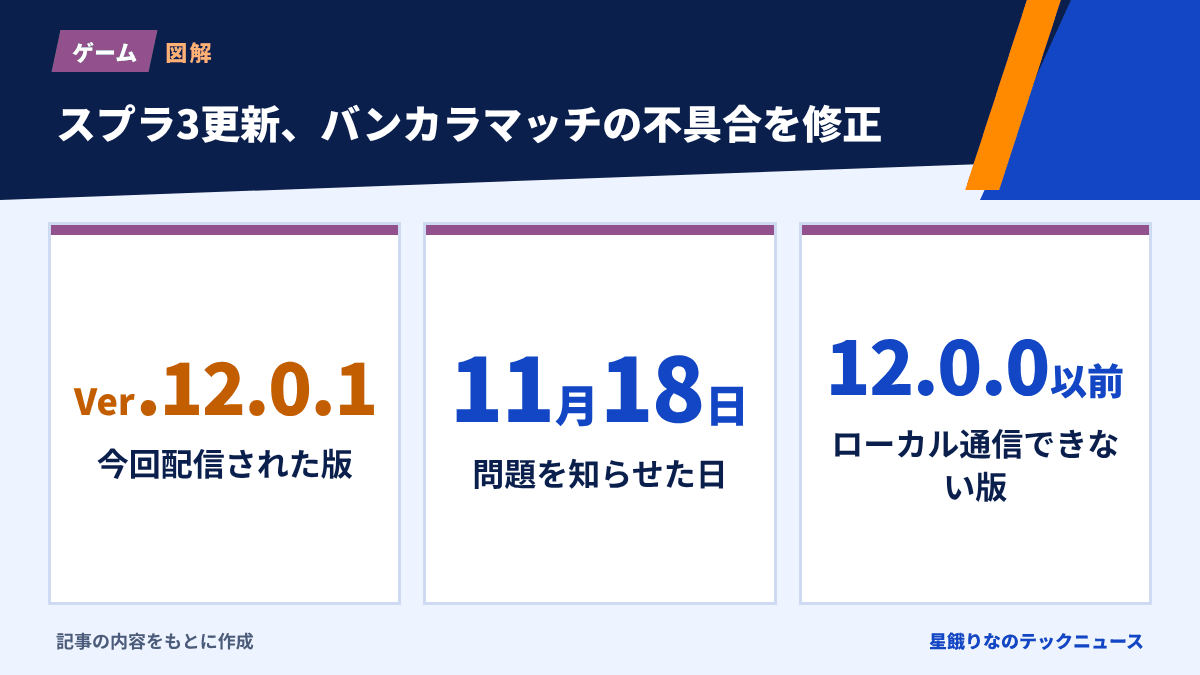 ゲーム 図解
スプラ3更新、バンカラマッチの不具合を修正
Ver.12.0.1
今回配信された版
11月18日
問題を知らせた日
12.0.0以前
ローカル通信できな
い版
記事の内容をもとに作成
星餓りなのテックニュース